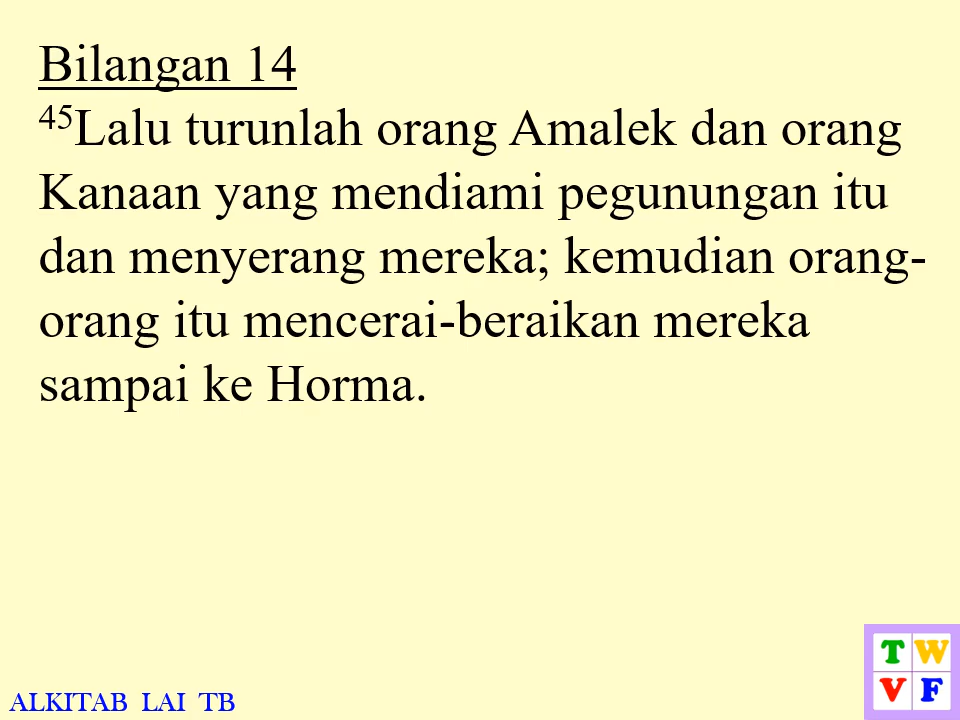 Bilangan 14
45Lalu turunlah orang Amalek dan orang
Kanaan yang mendiami pegunungan itu
dan menyerang mereka; kemudian orang-
orang itu mencerai-beraikan mereka
sampai ke Horma.
T W
V F
ALKITAB LAI TB